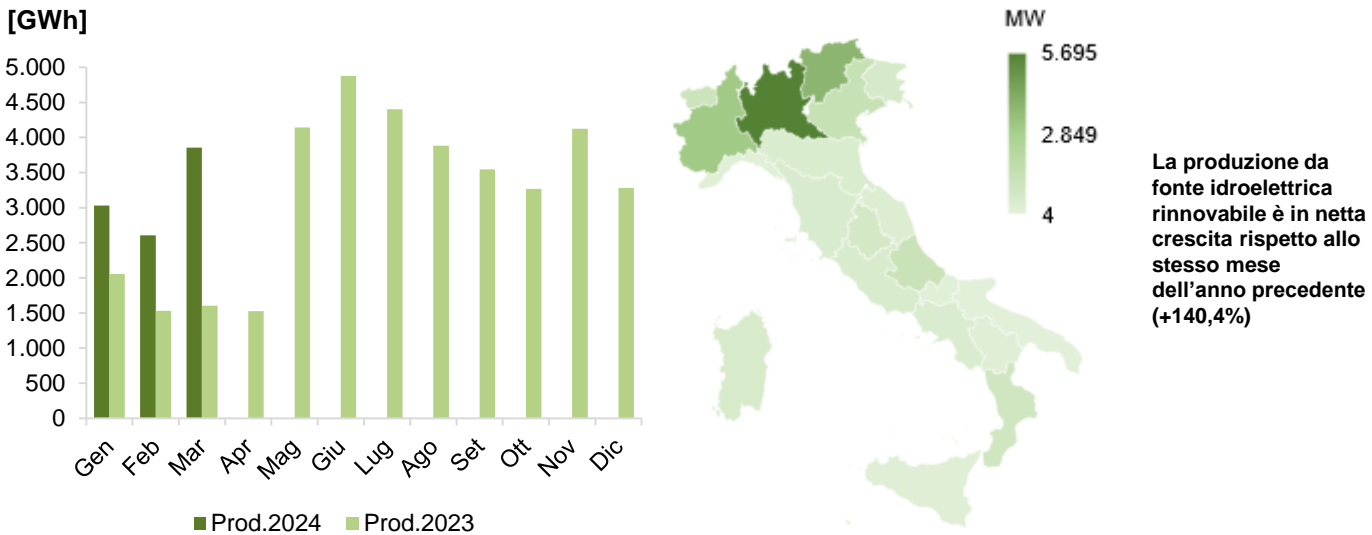 [GWh]
5.000
4.500
4.000
3.500
3.000
2.500
2.000
1.500
1.000
500
0
Gen
Feb
Mar
Apr
Mag
Giu
Lug
Ago
Set
Ott
Nov
Dic
Prod.2024
Prod.2023
MW
5.695
2.849
4
La produzione da
fonte idroelettrica
rinnovabile è in netta
crescita rispetto allo
stesso mese
dell’anno precedente
(+140,4%)